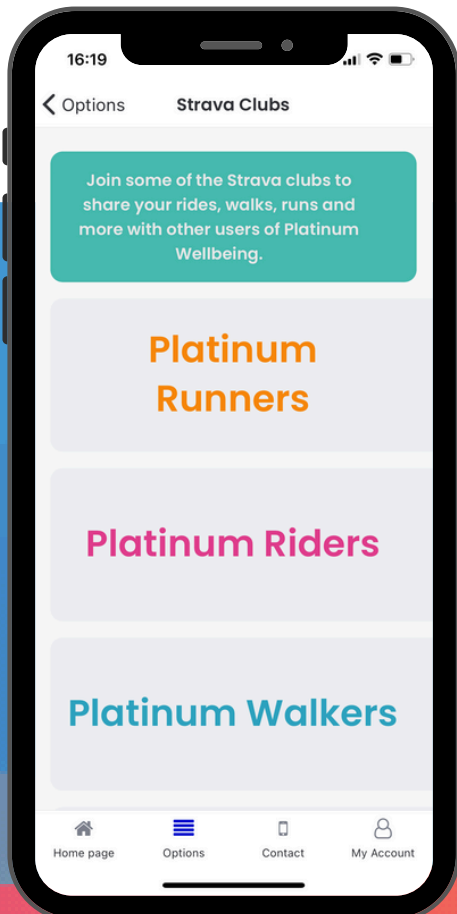 16:19
Options
Strava Clubs
Join some of the Strava clubs to
share your rides, walks, runs and
more with other users of Platinum
Wellbeing.
Platinum
Runners
Platinum Riders
Platinum Walkers
Home page
Options
Contact
My Account